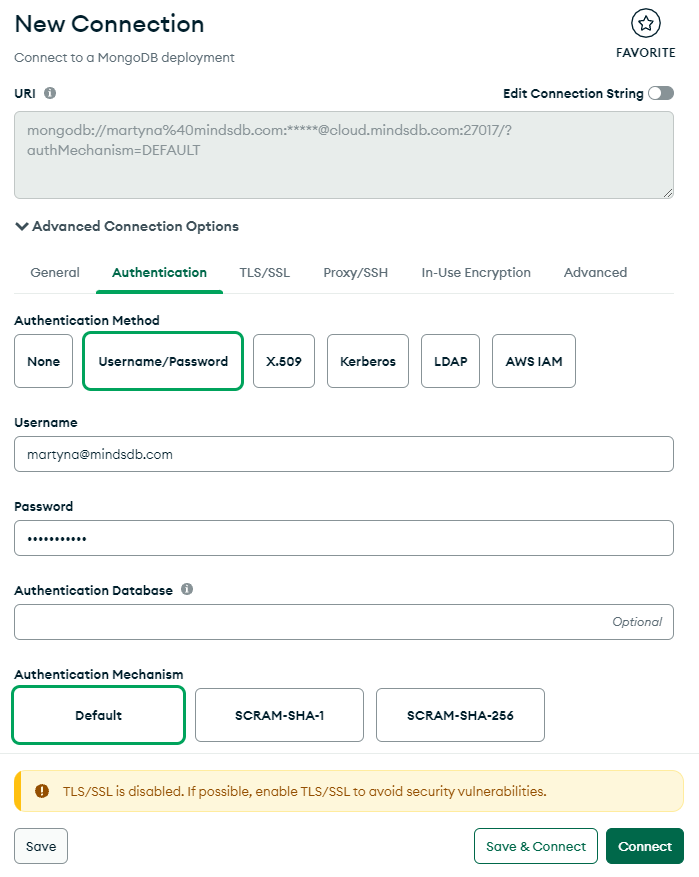 New Connection
FAVORITE
Connect to a MongoDB deployment
URI
Edit Connection String
mongodb://martyna%40mindsdb.com:*****@cloud.mindsdb.com:27017/?
authMechanism=DEFAULT
Advanced Connection Options
General Authentication TLS/SSL Proxy/SSH In-Use Encryption Advanced
Authentication Method
None Username/Password X.509 Kerberos LDAP AWS IAM
Username
martyna@mindsdb.com
Password
•••••••••••
Authentication Database
Optional
Authentication Mechanism
Default SCRAM-SHA-1 SCRAM-SHA-256
TLS/SSL is disabled. If possible, enable TLS/SSL to avoid security vulnerabilities.
Save Save & Connect Connect